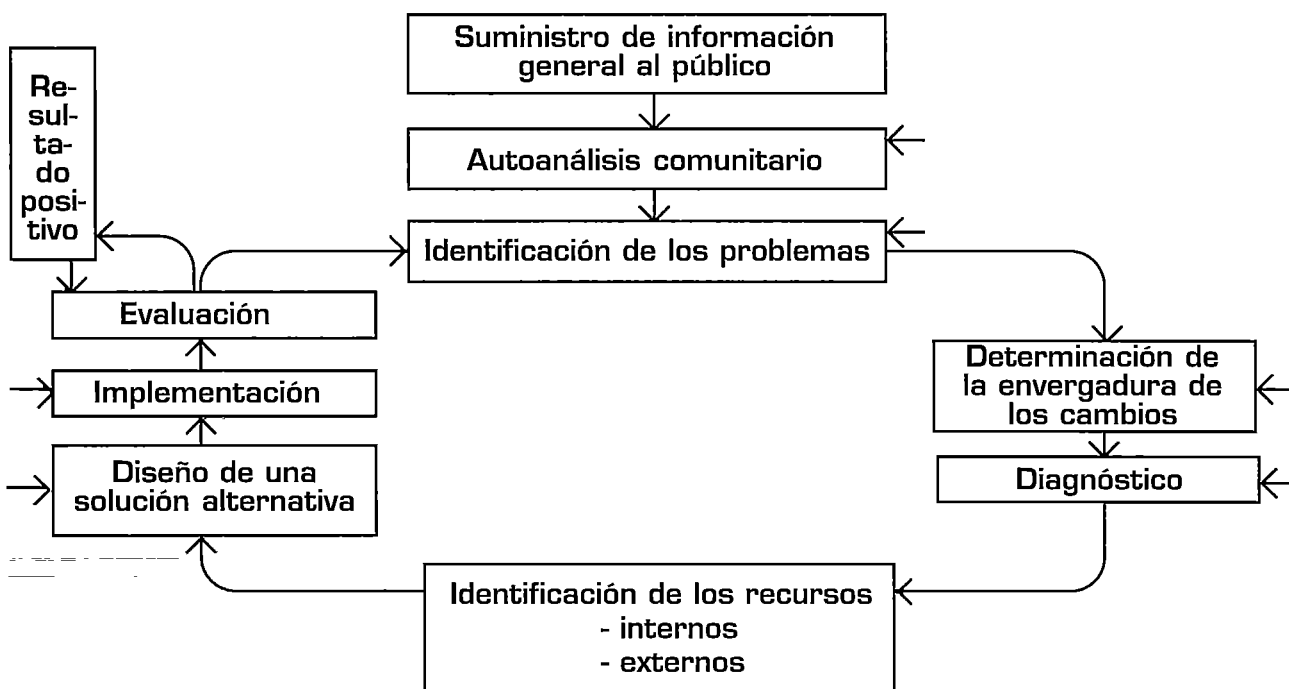 Suministro de información
general al público
Autoanálisis comunitario
Identificación de los problemas
Determinación de
la envergadura de
los cambios
Diagnóstico
Identificación de los recursos
- internos
- externos
Diseño de una
solución alternativa
Implementación
Evaluación
Re-
sul-
ta-
do
posi-
tivo